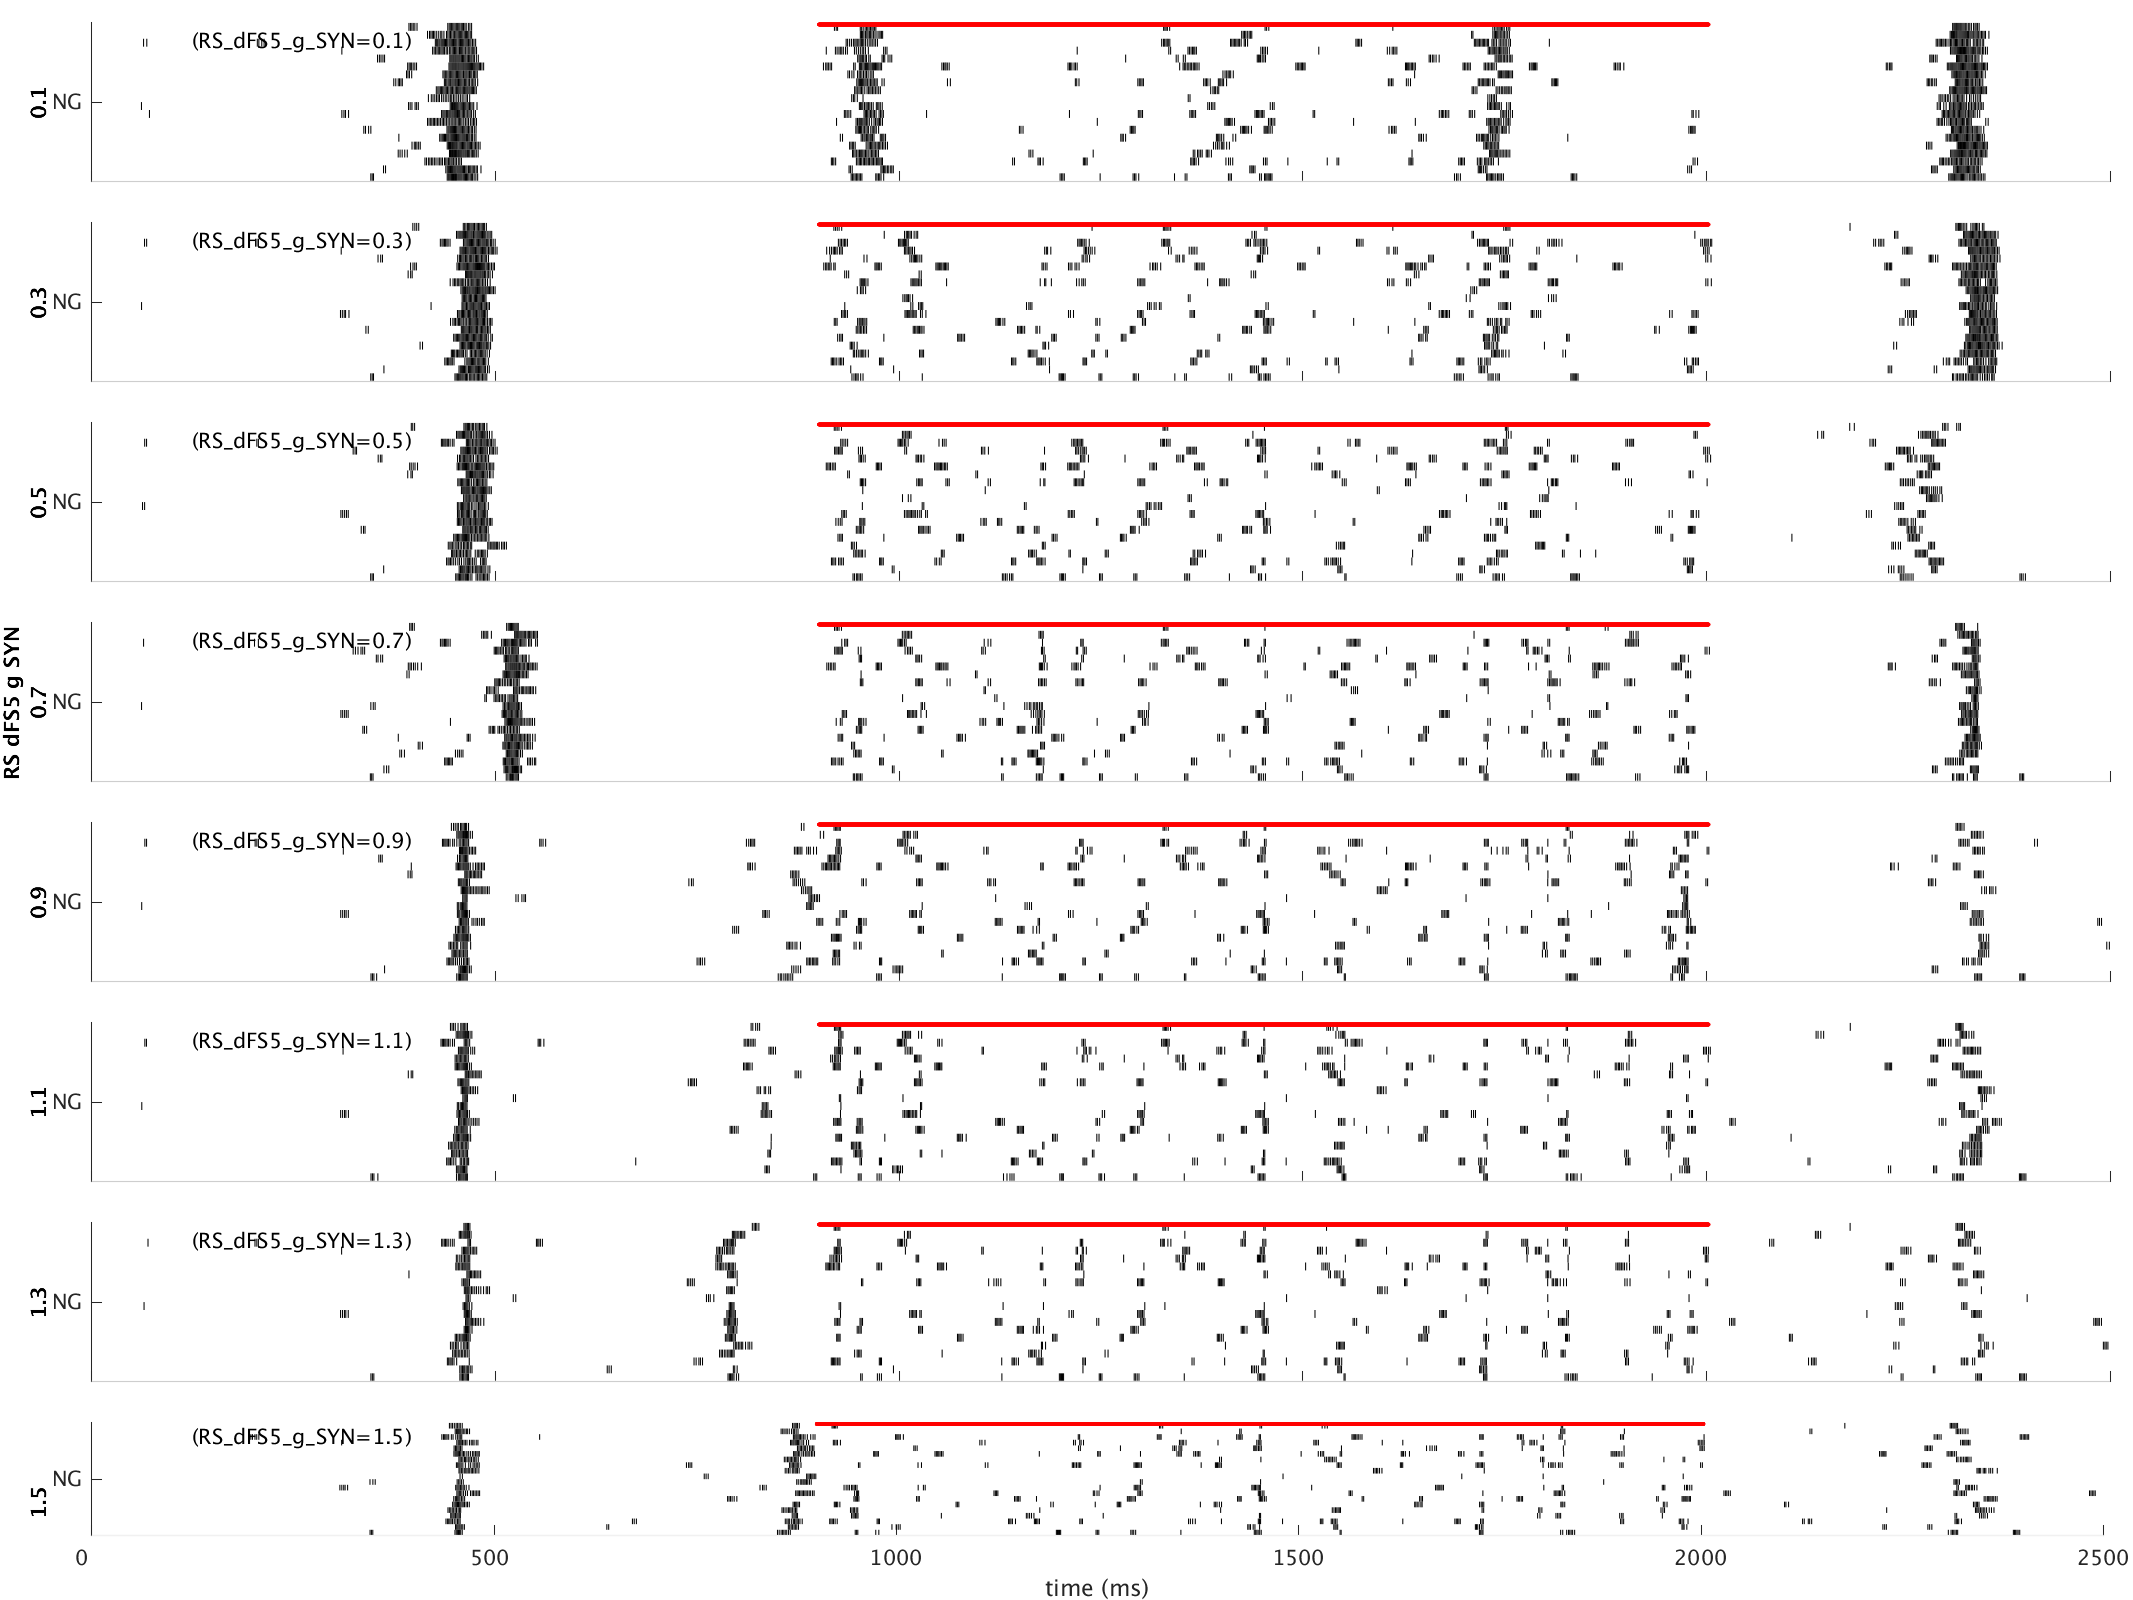 (RS_dFS5_g_SYN=0.1)
0.1
NG
(RS_dFS5_g_SYN=0.3)
0.3
NG
(RS_dFS5_g_SYN=0.5)
0.5
NG
RS dFS5 g SYN
(RS_dFS5_g_SYN=0.7)
0.7
NG
(RS_dFS5_g_SYN=0.9)
0.9
NG
(RS_dFS5_g_SYN=1.1)
1.1
NG
(RS_dFS5_g_SYN=1.3)
1.3
NG
(RS_dFS5_g_SYN=1.5)
1.5
NG
0 500 1000 1500 2000 2500
time (ms)